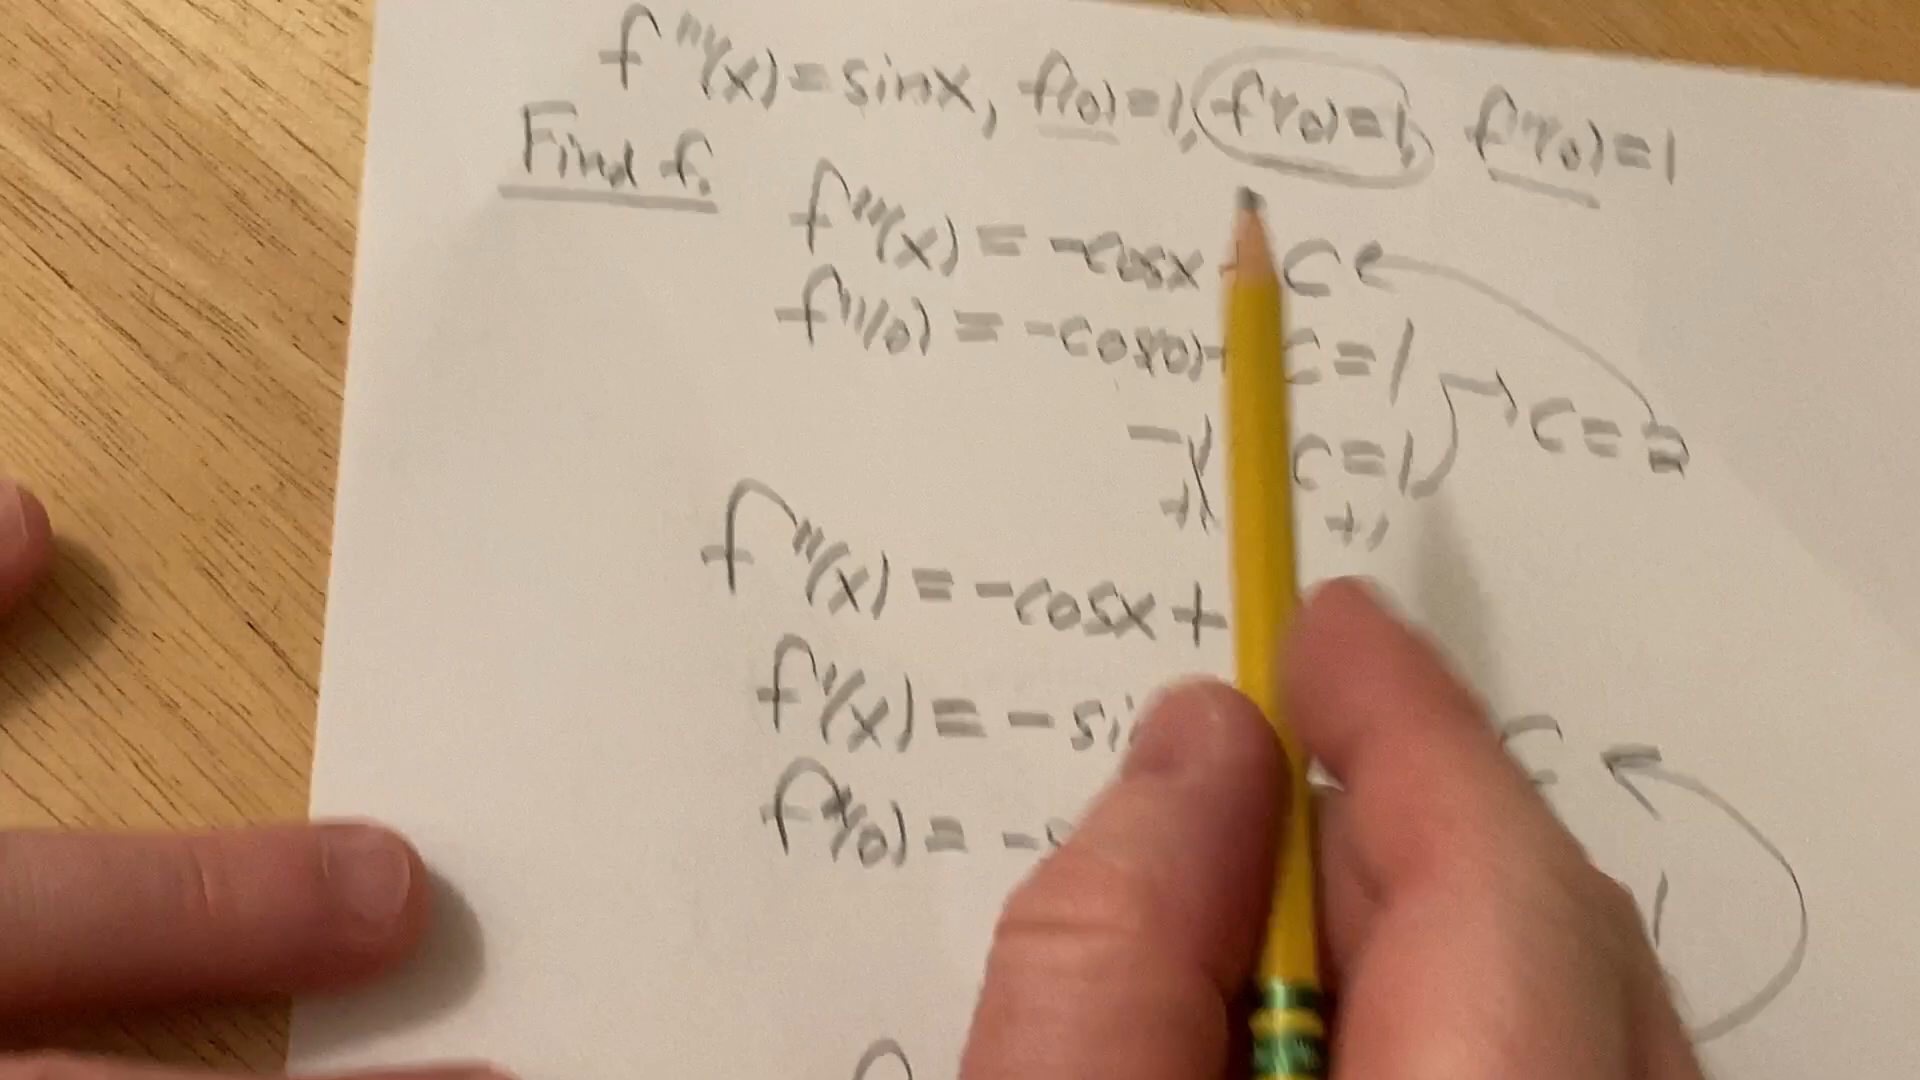 f'''(x) = sinx, f(0) = 1, f'(0) = 1, f''(0) = 1
Find f.
f''(x) = -cosx + C
f''(0) = -cos(0) + C = 1
-1 C = 1 C = 2
+1 +1
f''(x) = -cosx +
f'(x) = - si C
f'(0) = -